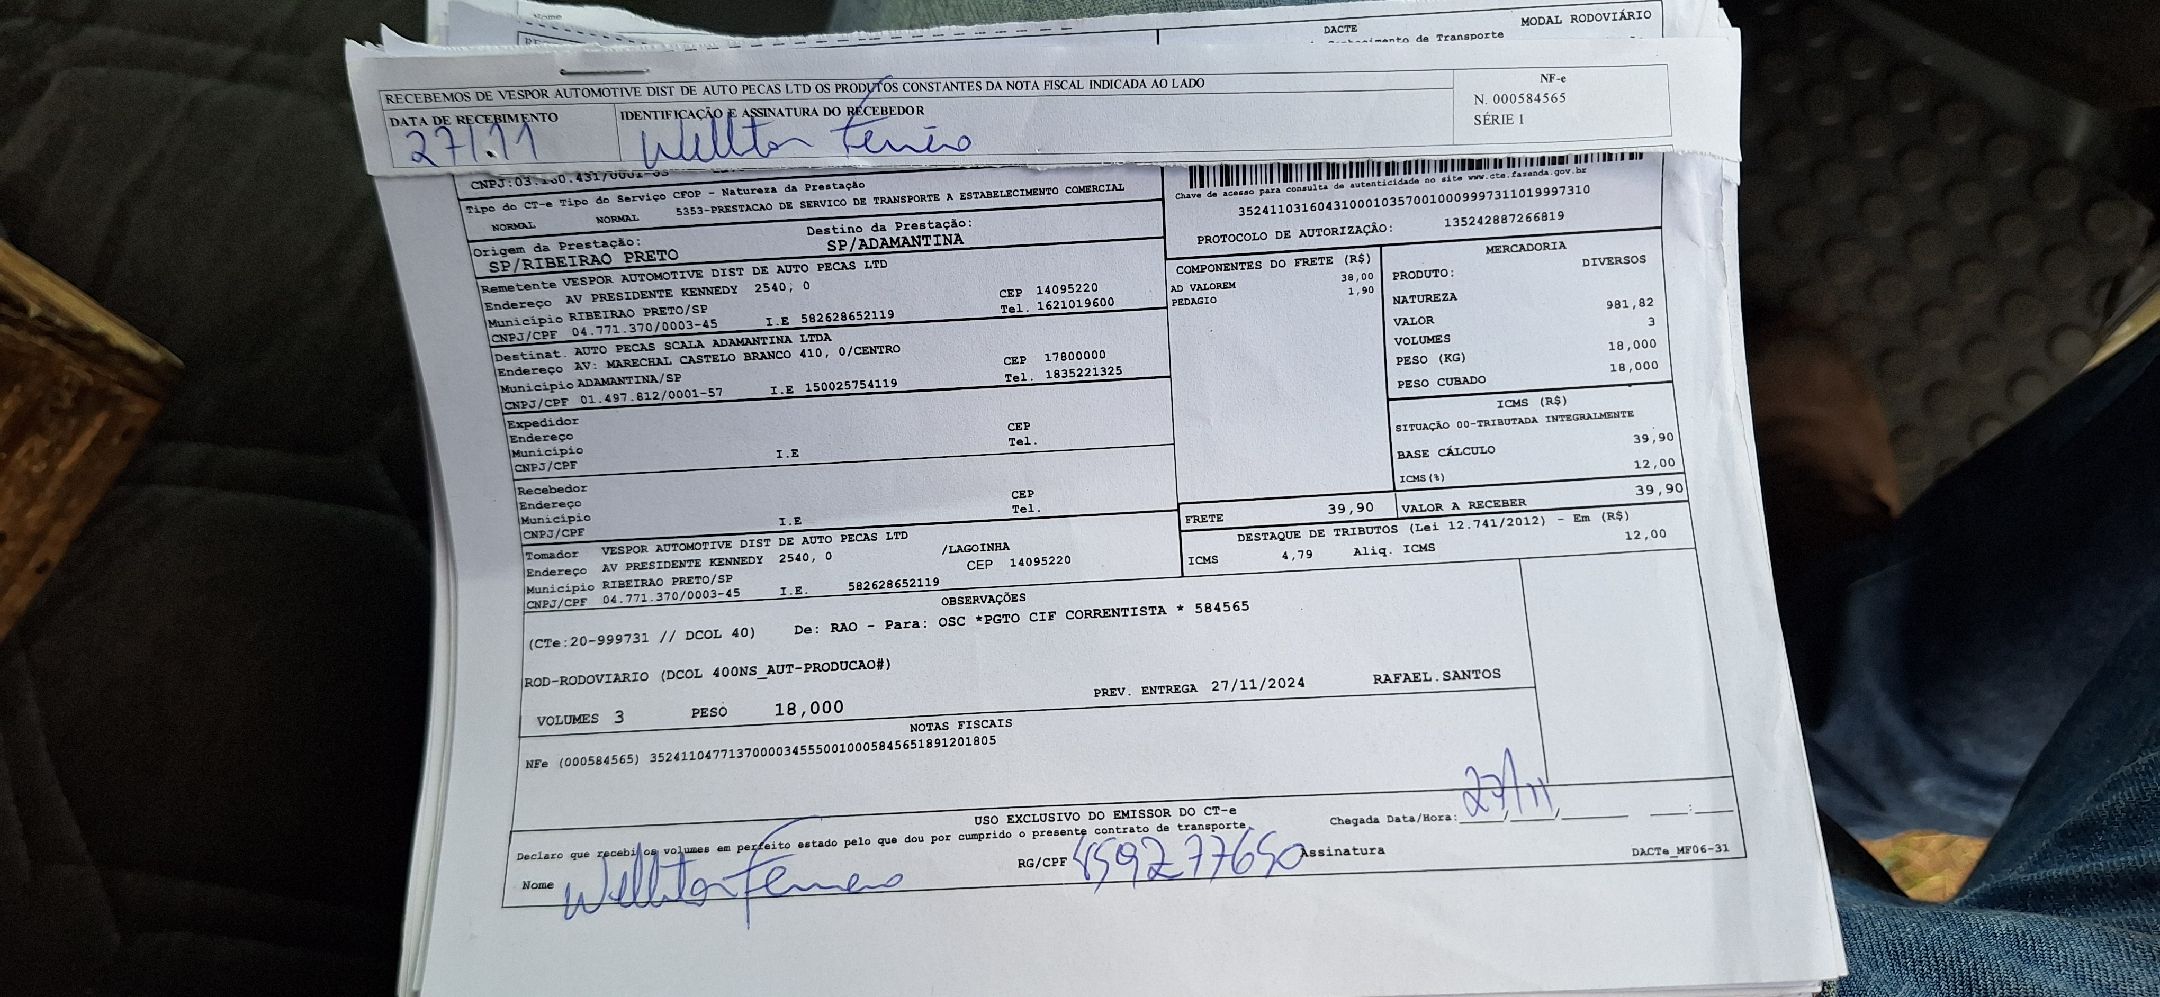 Nome
DACTE
MODAL RODOVIÁRIO
de Transporte
RECEBEMOS DE VESPOR AUTOMOTIVE DIST DE AUTO PECAS LTD OS PRODUTOS CONSTANTES DA NOTA FISCAL INDICADA AO LADO
NF-e
N. 000584565
SÉRIE 1
DATA DE RECEBIMENTO
IDENTIFICAÇÃO E ASSINATURA DO RECEBEDOR
27/11
Wellton
Tipo do CT-e Tipo do Serviço CFOP - Natureza da Prestação
NORMAL NORMAL 5353-PRESTACAO DE SERVICO DE TRANSPORTE A ESTABELECIMENTO COMERCIAL
Origem da Prestação: Destino da Prestação:
SP/RIBEIRAO PRETO SP/ADAMANTINA
Remetente VESPOR AUTOMOTIVE DIST DE AUTO PECAS LTD
Endereço AV PRESIDENTE KENNEDY 2540, 0 CEP 14095220
Município RIBEIRAO PRETO/SP Tel. 1621019600
CNPJ/CPF 04.771.370/0003-45 I.E 582628652119
Destinat. AUTO PECAS SCALA ADAMANTINA LTDA
Endereço AV: MARECHAL CASTELO BRANCO 410, 0/CENTRO CEP 17800000
Município ADAMANTINA/SP Tel. 1835221325
CNPJ/CPF 01.497.812/0001-57 I.E 150025754119
Expedidor
Endereço CEP
Município Tel.
CNPJ/CPF I.E
Recebedor
Endereço CEP
Município Tel.
CNPJ/CPF I.E
Tomador VESPOR AUTOMOTIVE DIST DE AUTO PECAS LTD
Endereço AV PRESIDENTE KENNEDY 2540, 0 /LAGOINHA
Município RIBEIRAO PRETO/SP CEP 14095220
CNPJ/CPF 04.771.370/0003-45 I.E. 582628652119
Chave de acesso para consulta de autenticidade no site www.cte.fazenda.gov.br
35241103160431000103570010009997311019997310
PROTOCOLO DE AUTORIZAÇÃO: 135242887266819
COMPONENTES DO FRETE (R$)
AD VALOREM 38,00
PEDAGIO 1,90
MERCADORIA
PRODUTO: DIVERSOS
NATUREZA
VALOR 981,82
VOLUMES 3
PESO (KG) 18,000
PESO CUBADO 18,000
ICMS (R$)
SITUAÇÃO 00-TRIBUTADA INTEGRALMENTE
BASE CÁLCULO 39,90
ICMS(%) 12,00
FRETE 39,90 VALOR A RECEBER 39,90
DESTAQUE DE TRIBUTOS (Lei 12.741/2012) - Em (R$)
ICMS 4,79 Aliq. ICMS 12,00
OBSERVAÇÕES
(CTe:20-999731 // DCOL 40) De: RAO - Para: OSC *PGTO CIF CORRENTISTA * 584565
ROD-RODOVIARIO (DCOL 400NS_AUT-PRODUCAO#)
VOLUMES 3 PESO 18,000 PREV. ENTREGA 27/11/2024 RAFAEL.SANTOS
NOTAS FISCAIS
NFe (000584565) 35241104771370000345550010005845651891201805
USO EXCLUSIVO DO EMISSOR DO CT-e
Declaro que recebi os volumes em perfeito estado pelo que dou por cumprido o presente contrato de transporte.
Chegada Data/Hora: 27/11
Nome Wellton
RG/CPF 459277650 Assinatura
DACTe_MF06-31